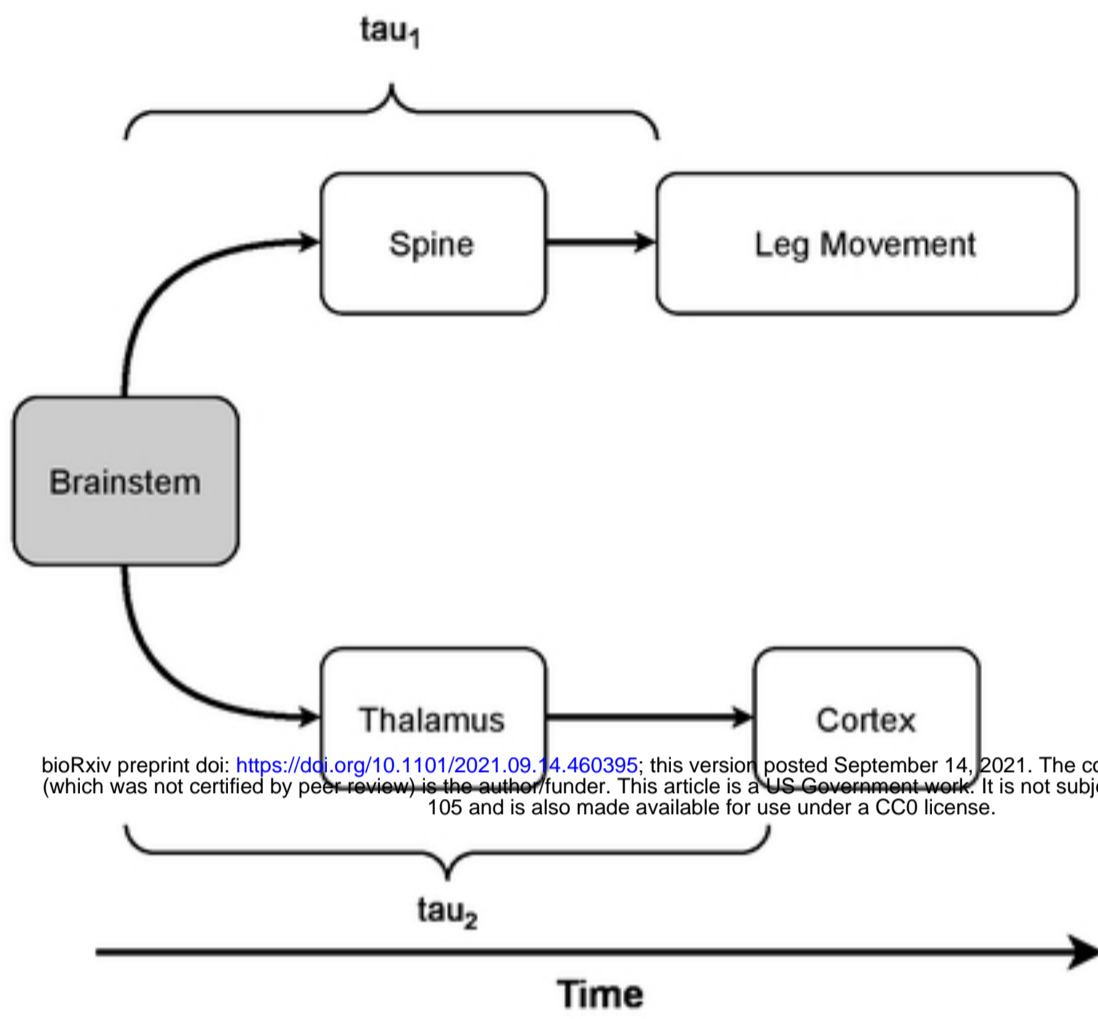 tau₁
Spine
Leg Movement
Brainstem
Thalamus
Cortex
bioRxiv preprint doi: https://doi.org/10.1101/2021.09.14.460395; this version posted September 14, 2021. The
(which was not certified by peer review) is the author/funder. This article is a US Government work. It is not
105 and is also made available for use under a CC0 license.
tau₂
Time